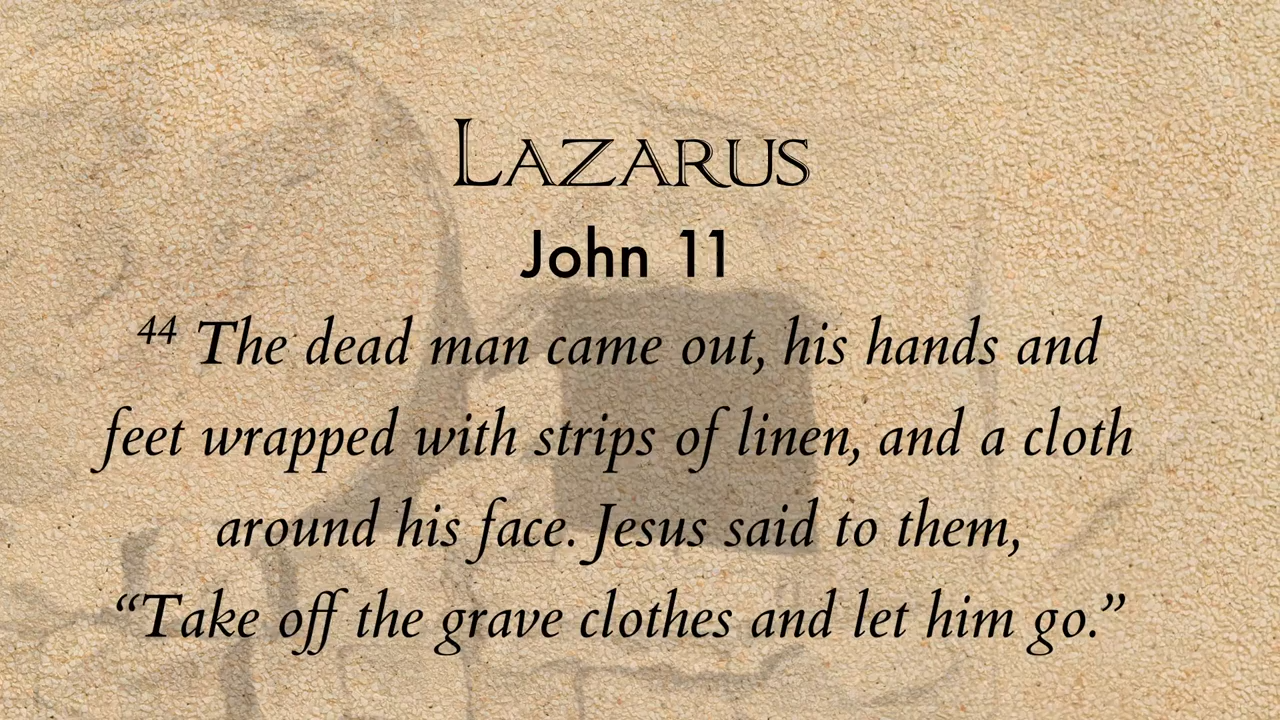 Lazarus
John 11
44 The dead man came out, his hands and
feet wrapped with strips of linen, and a cloth
around his face. Jesus said to them,
“Take off the grave clothes and let him go.”